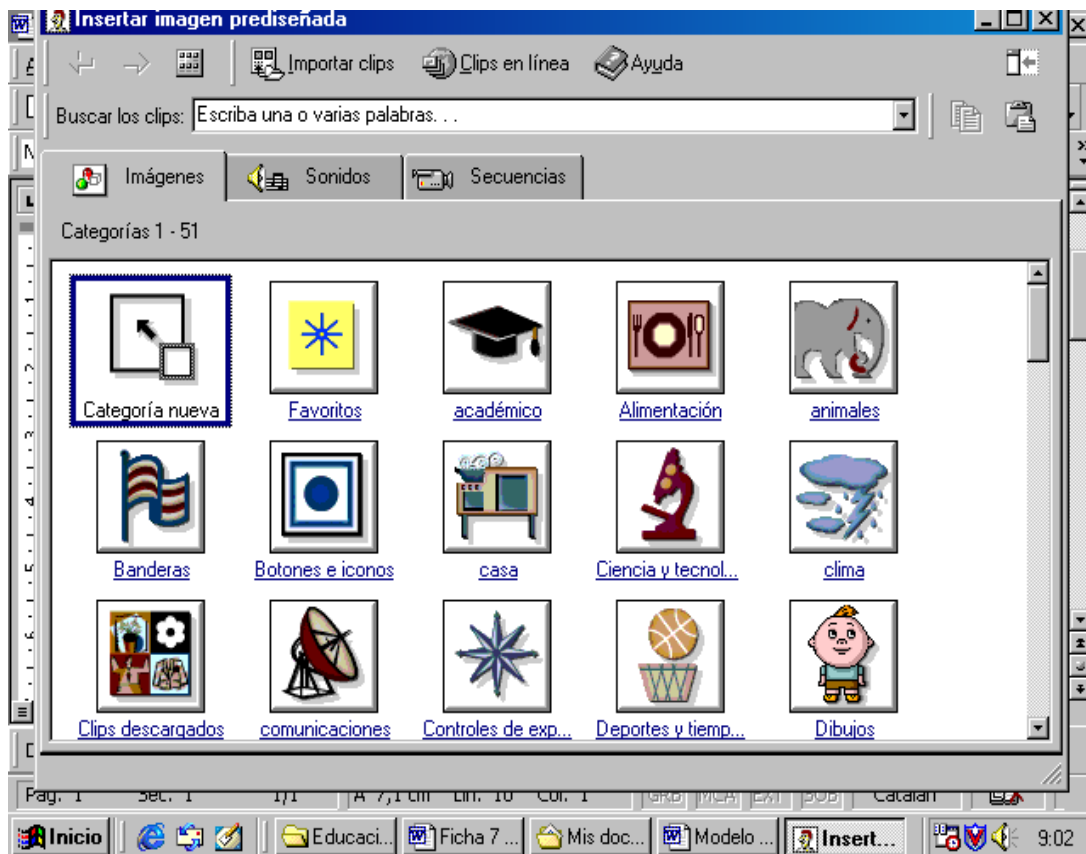 Insertar imagen prediseñada
Importar clips Clips en línea Ayuda
Buscar los clips: Escriba una o varias palabras. . .
Imágenes Sonidos Secuencias
Categorías 1 - 51
Categoría nueva Favoritos académico Alimentación animales
Banderas Botones e iconos casa Ciencia y tecnol... clima
Clips descargados comunicaciones Controles de exp... Deportes y tiemp... Dibujos
Pág. 1 Sec. 1 1/1 A 7,1 cm Lín. 10 Col. 1 GRB MCA EXT SOB Catalán
Inicio Educaci... Ficha 7 ... Mis doc... Modelo ... Insert... 9:02